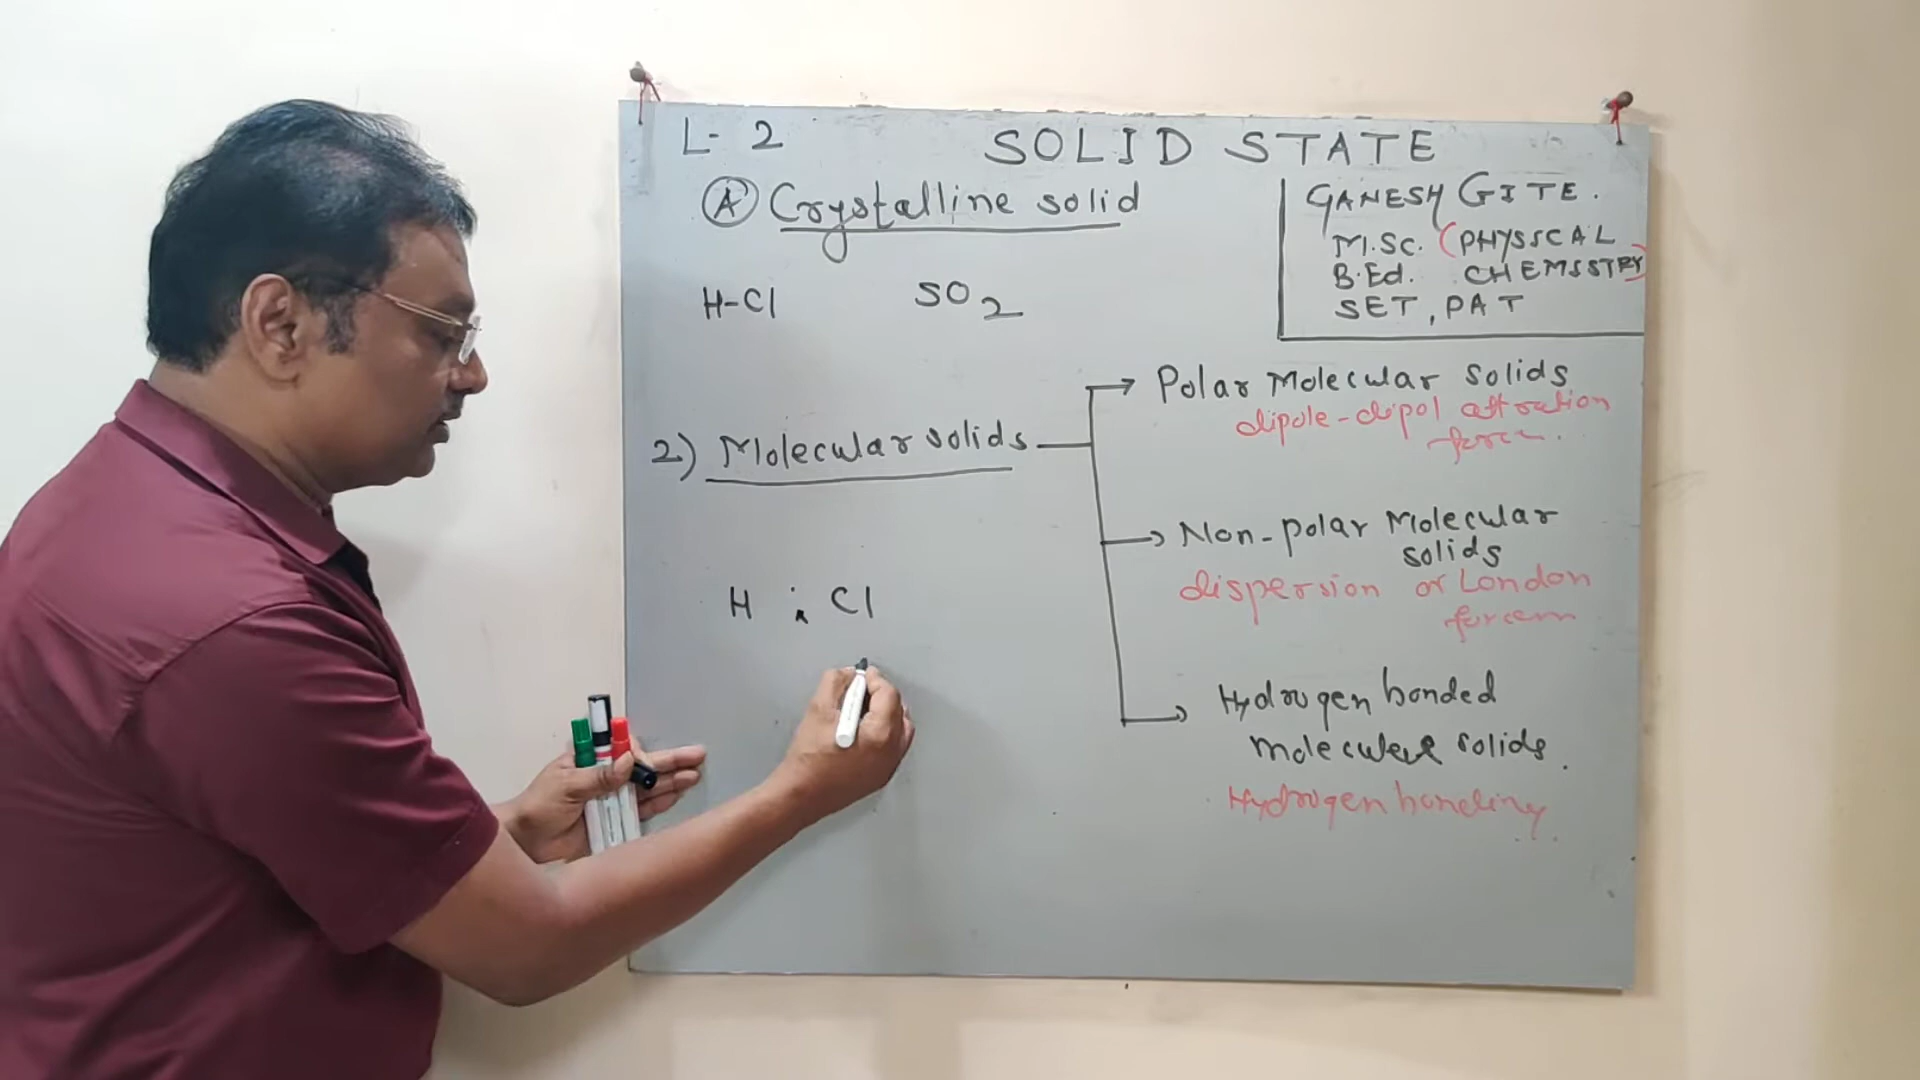 L-2 SOLID STATE
(A) Crystalline solid
GANESH GITE.
M.Sc. (PHYSICAL
B.Ed. CHEMISTRY)
SET, PAT
H-Cl SO2
2) Molecular solids
Polar Molecular solids
dipole-dipol attration
force.
Non-polar Molecular
solids
dispersion or London
forcem
H : Cl
Hydrogen bonded
molecular solids.
Hydrogen bonding